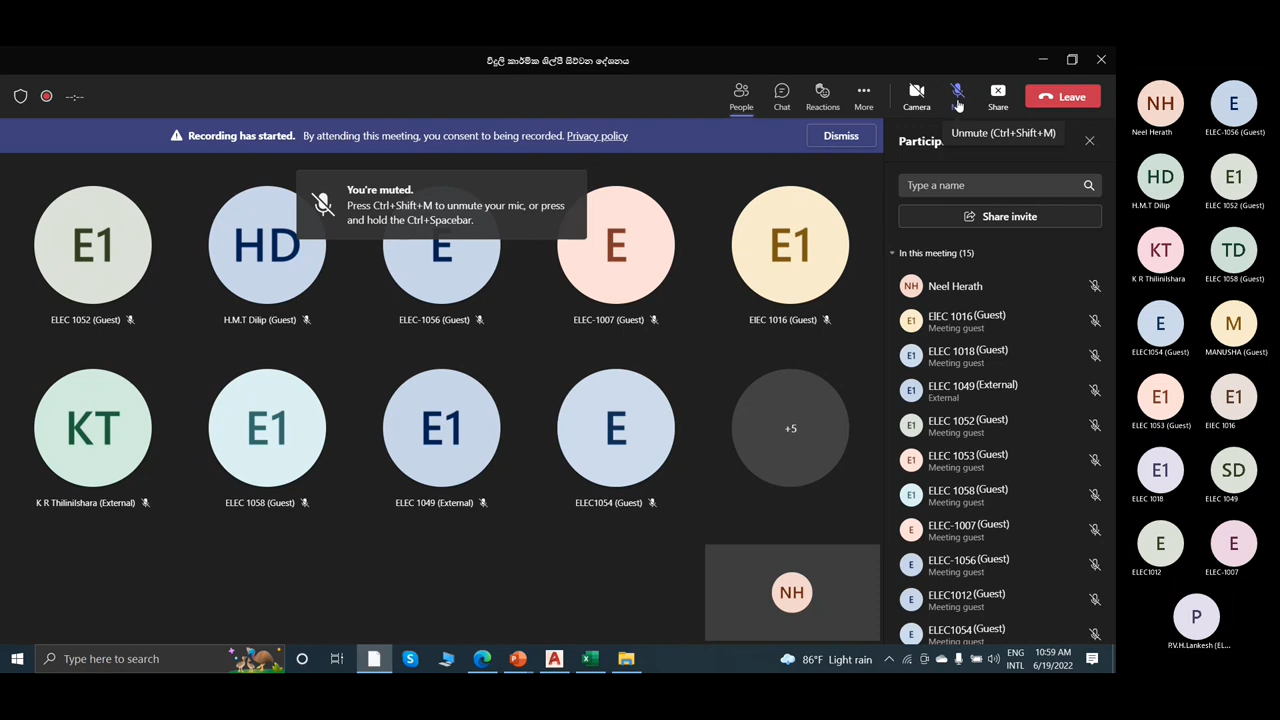 විදුලි කාර්මික ශිල්පී සිව්වන දේශනය
--:--
People
Chat
Reactions
More
Camera
Share
Leave
Recording has started. By attending this meeting, you consent to being recorded. Privacy policy
Dismiss
Unmute (Ctrl+Shift+M)
You're muted.
Press Ctrl+Shift+M to unmute your mic, or press
and hold the Ctrl+Spacebar.
E1
HD
E
E
E1
ELEC 1052 (Guest)
H.M.T Dilip (Guest)
ELEC-1056 (Guest)
ELEC-1007 (Guest)
EIEC 1016 (Guest)
KT
E1
E1
E
+5
K R ThiliniIshara (External)
ELEC 1058 (Guest)
ELEC 1049 (External)
ELEC1054 (Guest)
NH
Particip
Type a name
Share invite
In this meeting (15)
NH
Neel Herath
E1
EIEC 1016 (Guest)
Meeting guest
E1
ELEC 1018 (Guest)
Meeting guest
E1
ELEC 1049 (External)
External
E1
ELEC 1052 (Guest)
Meeting guest
E1
ELEC 1053 (Guest)
Meeting guest
E1
ELEC 1058 (Guest)
Meeting guest
E
ELEC-1007 (Guest)
Meeting guest
E
ELEC-1056 (Guest)
Meeting guest
E
ELEC1012 (Guest)
Meeting guest
E
ELEC1054 (Guest)
NH
E
Neel Herath
ELEC-1056 (Guest)
HD
E1
H.M.T Dilip
ELEC 1052 (Guest)
KT
TD
K R ThiliniIshara
ELEC 1058 (Guest)
E
M
ELEC1054 (Guest)
MANUSHA (Guest)
E1
E1
ELEC 1053 (Guest)
EIEC 1016
E1
SD
ELEC 1018
ELEC 1049
E
E
ELEC1012
ELEC-1007
P
P.V.H.Lankesh (EL...
Type here to search
86°F Light rain
ENG
INTL
10:59 AM
6/19/2022